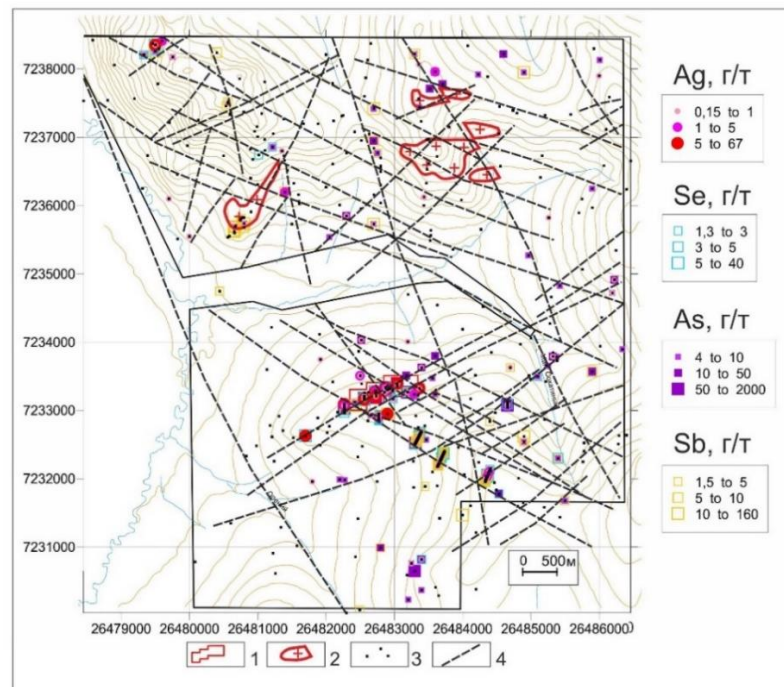 7238000
7237000
7236000
7235000
7234000
7233000
7232000
7231000
26479000 26480000 26481000 26482000 26483000 26484000 26485000 26486000
0 500м
1 2 3 4
Ag, г/т
0,15 to 1
1 to 5
5 to 67
Se, г/т
1,3 to 3
3 to 5
5 to 40
As, г/т
4 to 10
10 to 50
50 to 2000
Sb, г/т
1,5 to 5
5 to 10
10 to 160